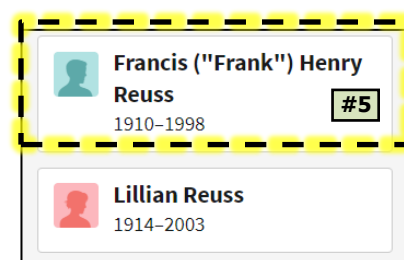 Francis ("Frank") Henry
Reuss
#5
1910–1998
Lillian Reuss
1914–2003